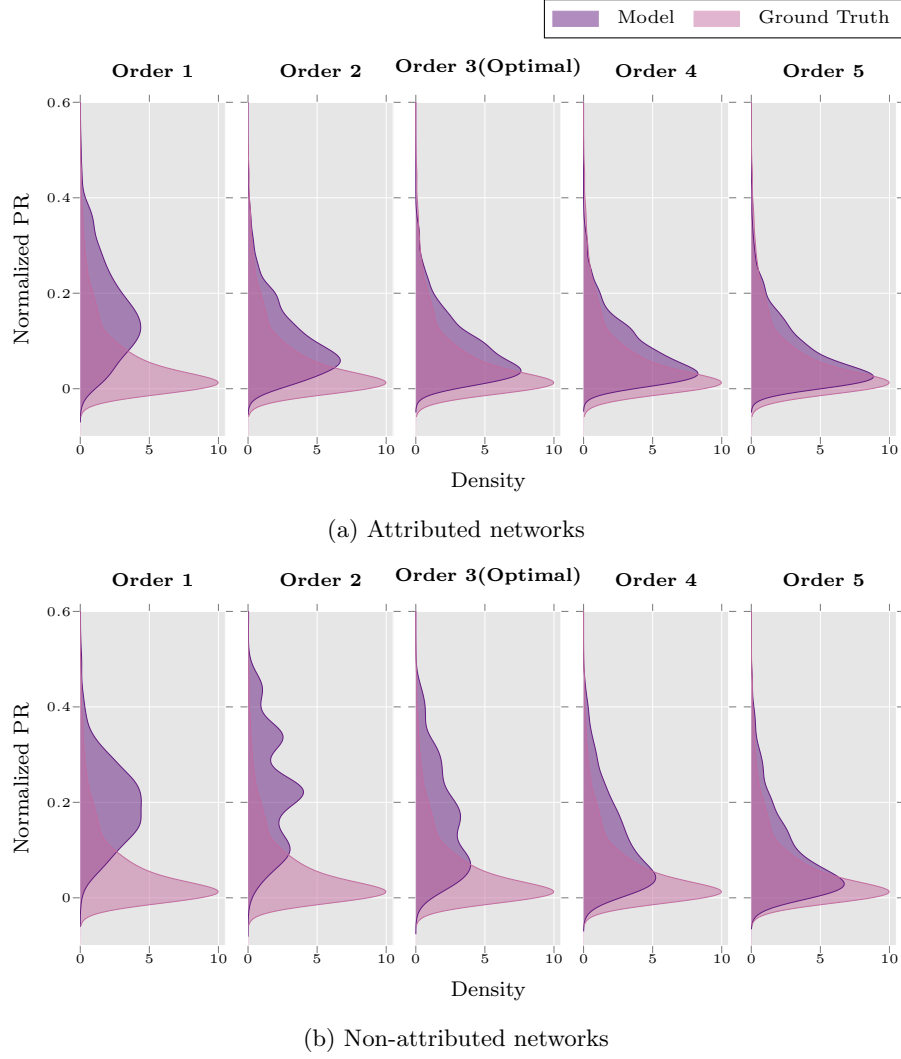 Model Ground Truth
Order 1 Order 2 Order 3(Optimal) Order 4 Order 5
Normalized PR
0.6
0.4
0.2
0
0 5 10 0 5 10 0 5 10 0 5 10 0 5 10
Density
(a) Attributed networks
Order 1 Order 2 Order 3(Optimal) Order 4 Order 5
Normalized PR
0.6
0.4
0.2
0
0 5 10 0 5 10 0 5 10 0 5 10 0 5 10
Density
(b) Non-attributed networks